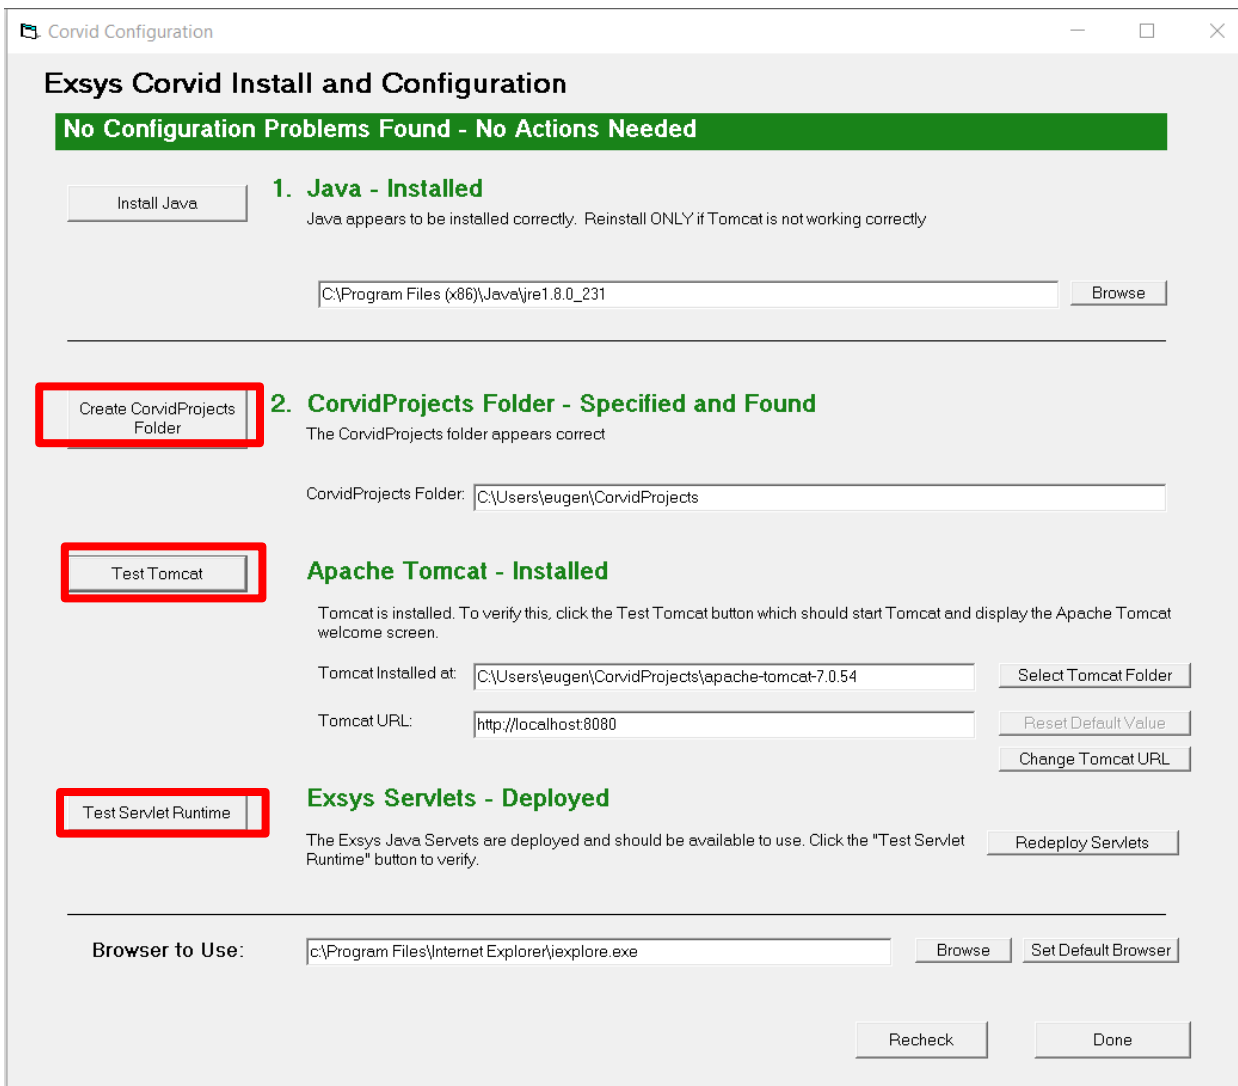 Corvid Configuration
Exsys Corvid Install and Configuration
No Configuration Problems Found - No Actions Needed
Install Java
1. Java - Installed
Java appears to be installed correctly. Reinstall ONLY if Tomcat is not working correctly
C:\Program Files (x86)\Java\jre1.8.0_231
Browse
Create CorvidProjects
Folder
2. CorvidProjects Folder - Specified and Found
The CorvidProjects folder appears correct
CorvidProjects Folder:
C:\Users\eugen\CorvidProjects
Test Tomcat
Apache Tomcat - Installed
Tomcat is installed. To verify this, click the Test Tomcat button which should start Tomcat and display the Apache Tomcat
welcome screen.
Tomcat Installed at:
C:\Users\eugen\CorvidProjects\apache-tomcat-7.0.54
Select Tomcat Folder
Tomcat URL:
http://localhost:8080
Reset Default Value
Change Tomcat URL
Test Servlet Runtime
Exsys Servlets - Deployed
The Exsys Java Servets are deployed and should be available to use. Click the "Test Servlet
Runtime" button to verify.
Redeploy Servlets
Browser to Use:
c:\Program Files\Internet Explorer\iexplore.exe
Browse
Set Default Browser
Recheck
Done